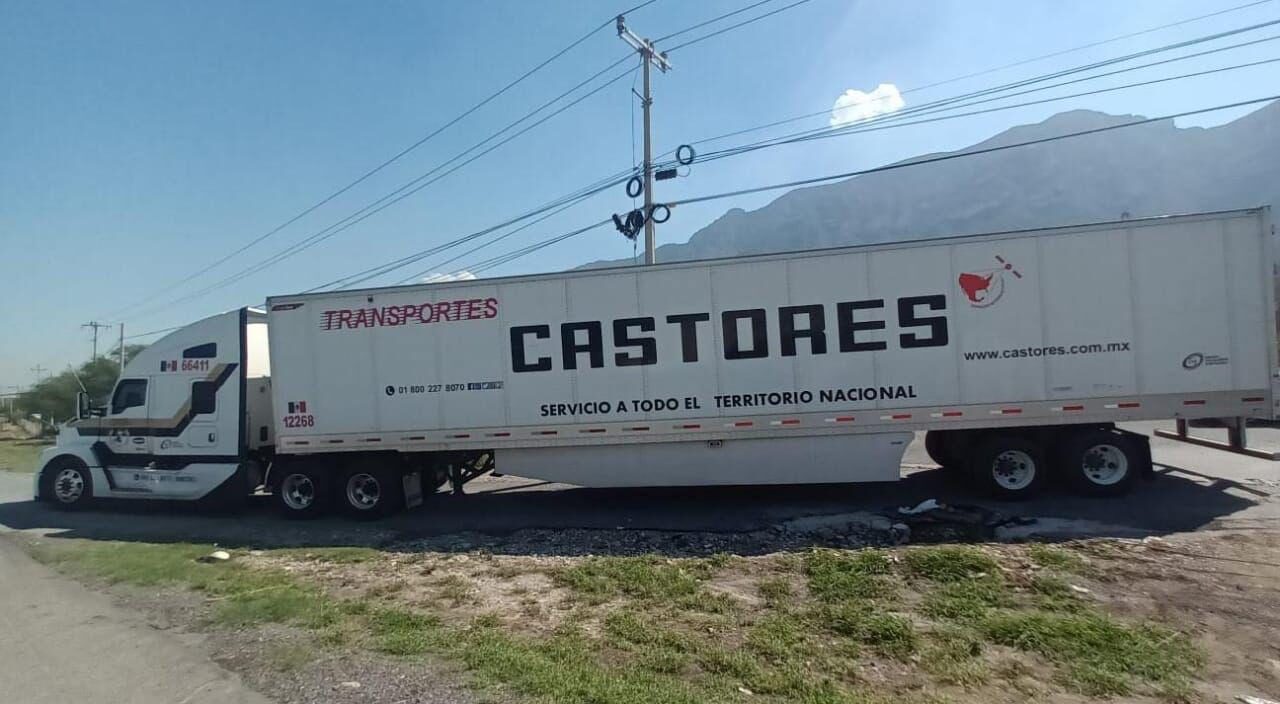 TRANSPORTES
CASTORES
www.castores.com.mx
01 800 227 8070
SERVICIO A TODO EL TERRITORIO NACIONAL
66411
12268